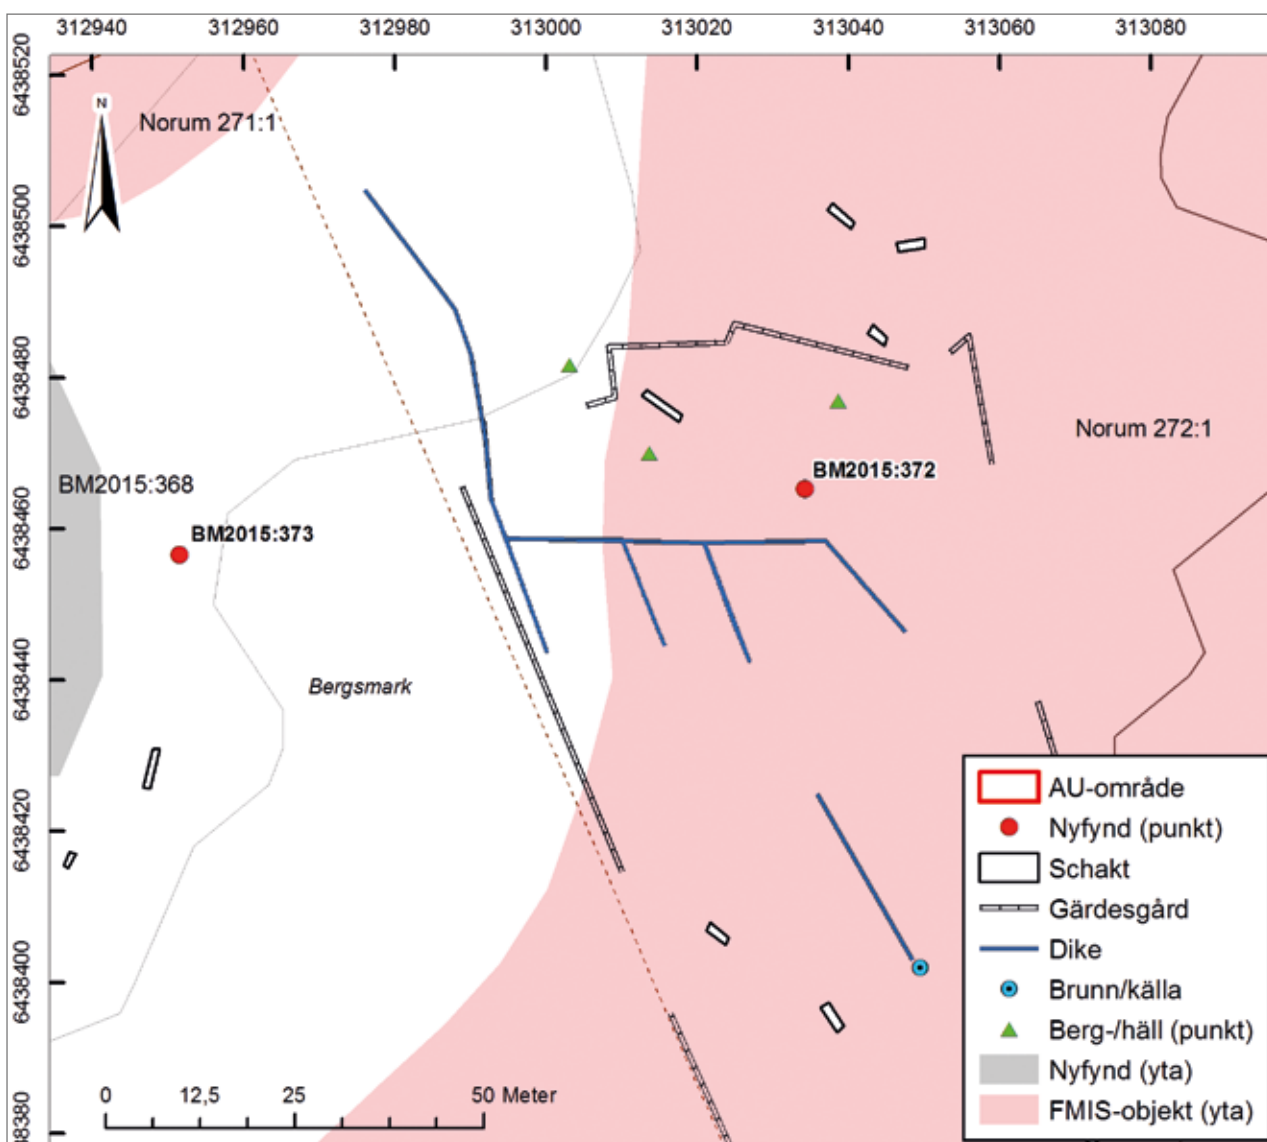 312940 312960 312980 313000 313020 313040 313060 313080
6438520
6438500
6438480
6438460
6438440
6438420
6438400
38380
N
Norum 271:1
Norum 272:1
BM2015:372
BM2015:368
BM2015:373
Bergsmark
AU-område
Nyfynd (punkt)
Schakt
Gärdesgård
Dike
Brunn/källa
Berg-/häll (punkt)
Nyfynd (yta)
FMIS-objekt (yta)
0 12,5 25 50 Meter